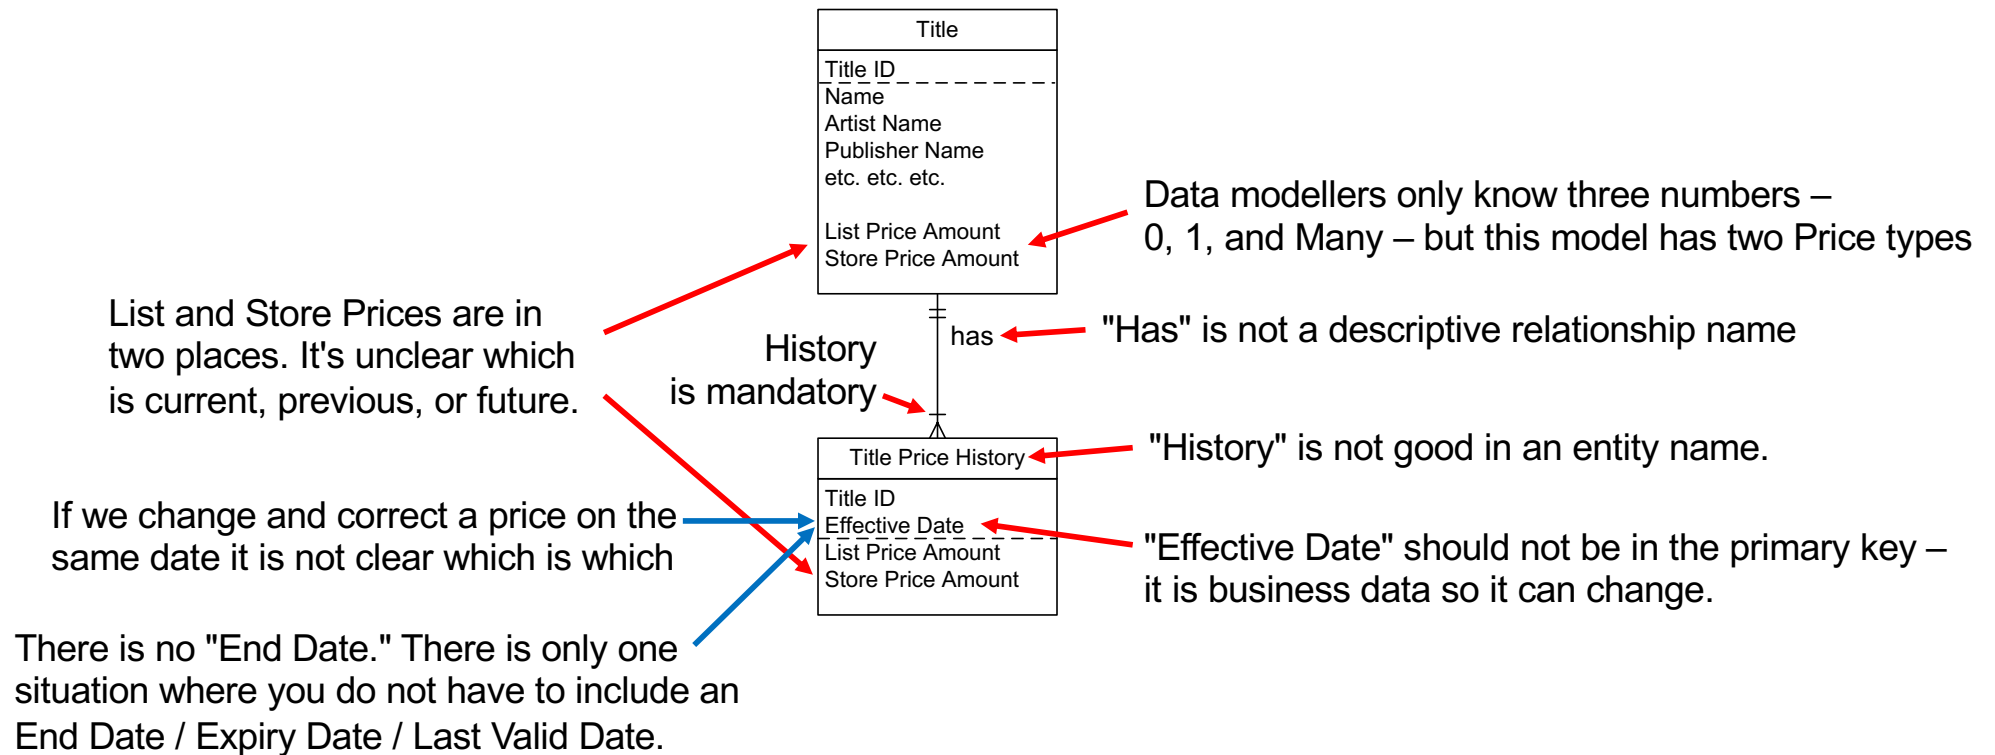 Title
Title ID
Name
Artist Name
Publisher Name
etc. etc. etc.
List Price Amount
Store Price Amount
Data modellers only know three numbers –
0, 1, and Many – but this model has two Price types
List and Store Prices are in
two places. It's unclear which
is current, previous, or future.
has
"Has" is not a descriptive relationship name
History
is mandatory
Title Price History
"History" is not good in an entity name.
Title ID
Effective Date
List Price Amount
Store Price Amount
If we change and correct a price on the
same date it is not clear which is which
"Effective Date" should not be in the primary key –
it is business data so it can change.
There is no "End Date." There is only one
situation where you do not have to include an
End Date / Expiry Date / Last Valid Date.